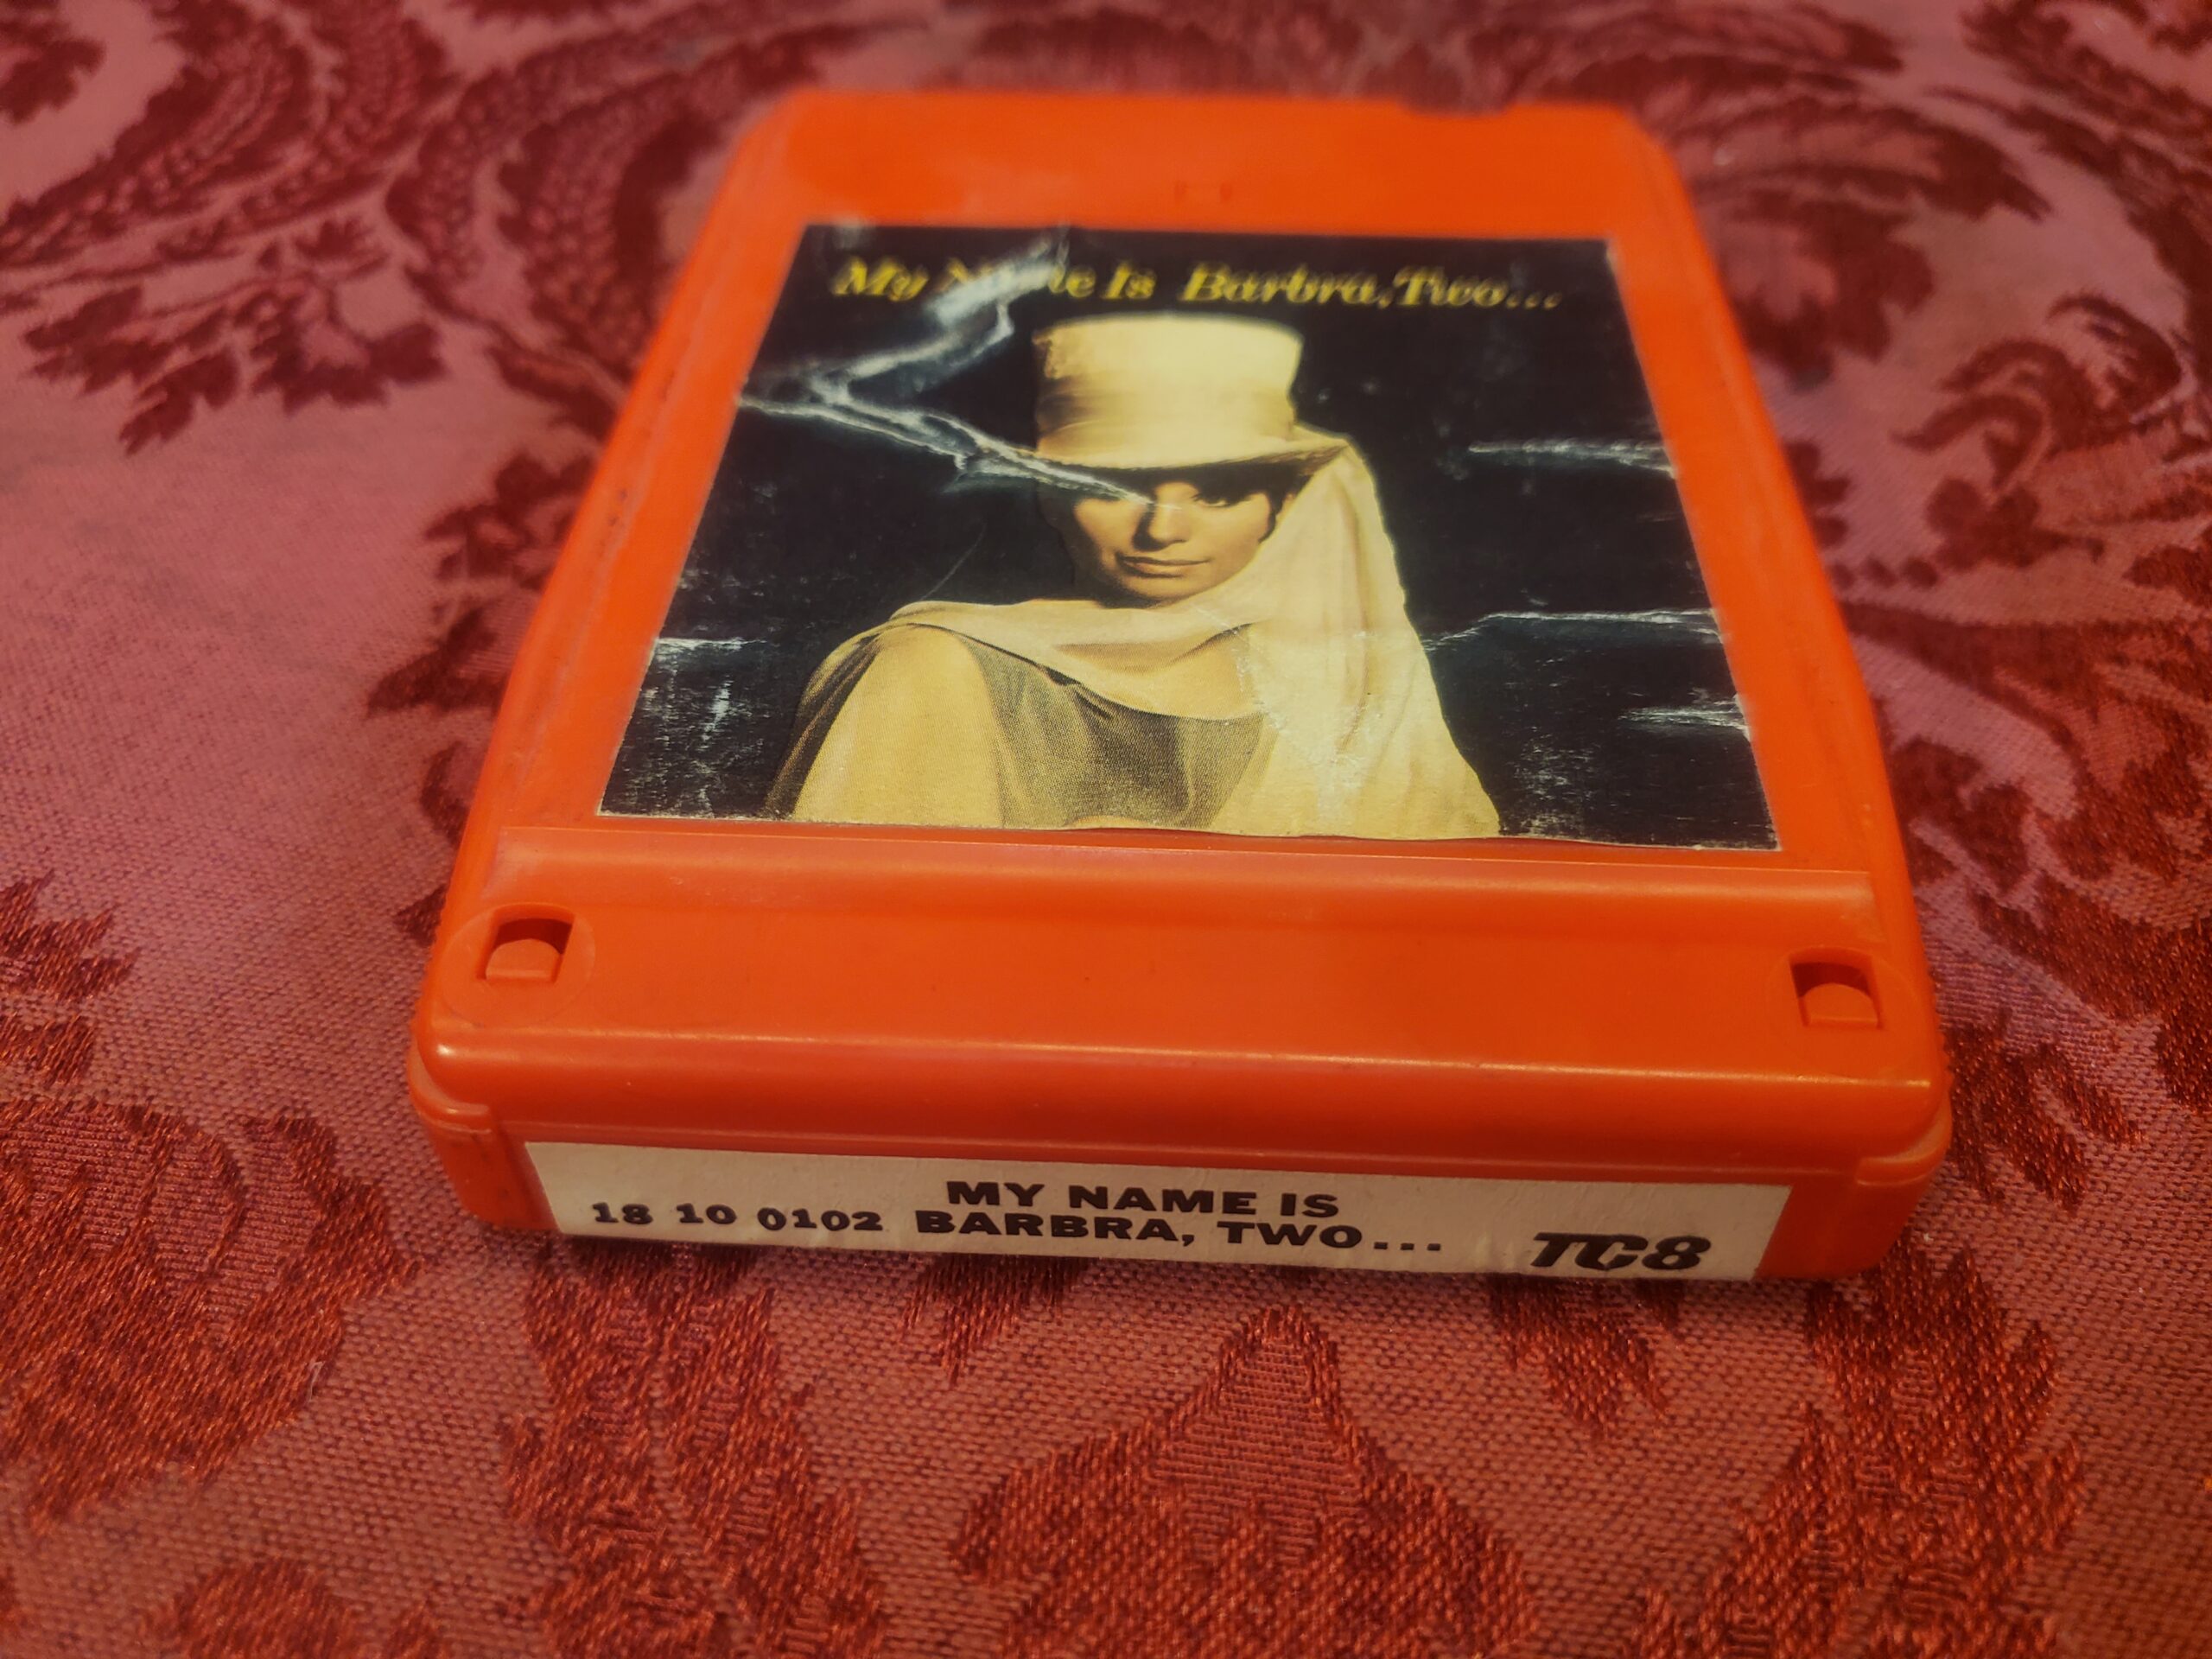 My Name Is Barbra, Two...
MY NAME IS
18 10 0102 BARBRA, TWO...
TC8